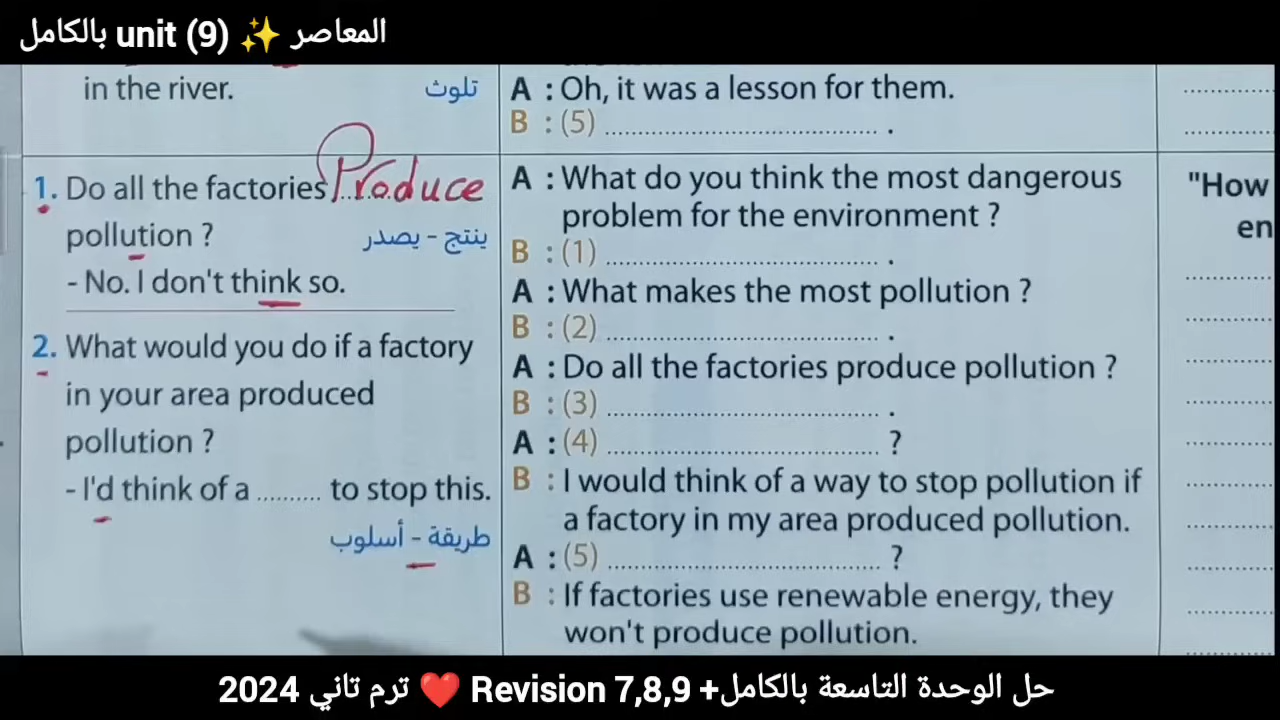 المعاصر ✨ unit (9) بالكامل
in the river.
تلوث
1. Do all the factories Produce
pollution ?
ينتج - يصدر
- No. I don't think so.
2. What would you do if a factory
in your area produced
pollution ?
- I'd think of a .......... to stop this.
طريقة - أسلوب
A : Oh, it was a lesson for them.
B : (5) .............................................. .
A : What do you think the most dangerous
problem for the environment ?
B : (1) .............................................. .
A : What makes the most pollution ?
B : (2) .............................................. .
A : Do all the factories produce pollution ?
B : (3) .............................................. .
A : (4) .............................................. ?
B : I would think of a way to stop pollution if
a factory in my area produced pollution.
A : (5) .............................................. ?
B : If factories use renewable energy, they
won't produce pollution.
"How
en
حل الوحدة التاسعة بالكامل+ Revision 7,8,9 ❤️ ترم تاني 2024